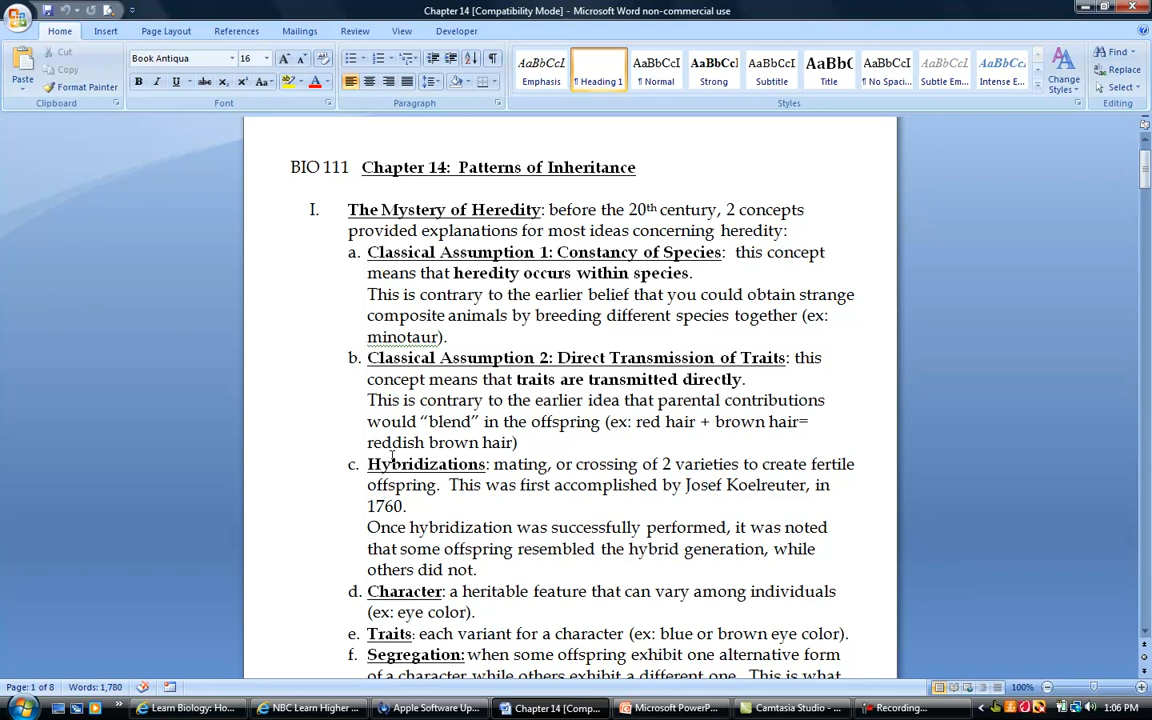 Chapter 14 [Compatibility Mode] - Microsoft Word non-commercial use
Home Insert Page Layout References Mailings Review View Developer
Paste
Cut
Copy
Format Painter
Clipboard
Book Antiqua 16
Font
Paragraph
AaBbCcI AaBbCcI AaBbCcI AaBbCcI AaBbC AaBbCcI AaBbCcI AaBbCcI
Emphasis ¶ Heading 1 ¶ Normal Strong Subtitle Title ¶ No Spaci... Subtle Em... Intense E...
Change Styles
Styles
Find
Replace
Select
Editing
BIO 111 Chapter 14: Patterns of Inheritance
I. The Mystery of Heredity: before the 20th century, 2 concepts
provided explanations for most ideas concerning heredity:
a. Classical Assumption 1: Constancy of Species: this concept
means that heredity occurs within species.
This is contrary to the earlier belief that you could obtain strange
composite animals by breeding different species together (ex:
minotaur).
b. Classical Assumption 2: Direct Transmission of Traits: this
concept means that traits are transmitted directly.
This is contrary to the earlier idea that parental contributions
would “blend” in the offspring (ex: red hair + brown hair=
reddish brown hair)
c. Hybridizations: mating, or crossing of 2 varieties to create fertile
offspring. This was first accomplished by Josef Koelreuter, in
1760.
Once hybridization was successfully performed, it was noted
that some offspring resembled the hybrid generation, while
others did not.
d. Character: a heritable feature that can vary among individuals
(ex: eye color).
e. Traits: each variant for a character (ex: blue or brown eye color).
f. Segregation: when some offspring exhibit one alternative form
of a character while others exhibit a different one. This is what
Page: 1 of 8 Words: 1,780 100%
Learn Biology: Ho... NBC Learn Higher ... Apple Software Up... Chapter 14 [Comp... Microsoft PowerP... Camtasia Studio - ... Recording... 1:06 PM